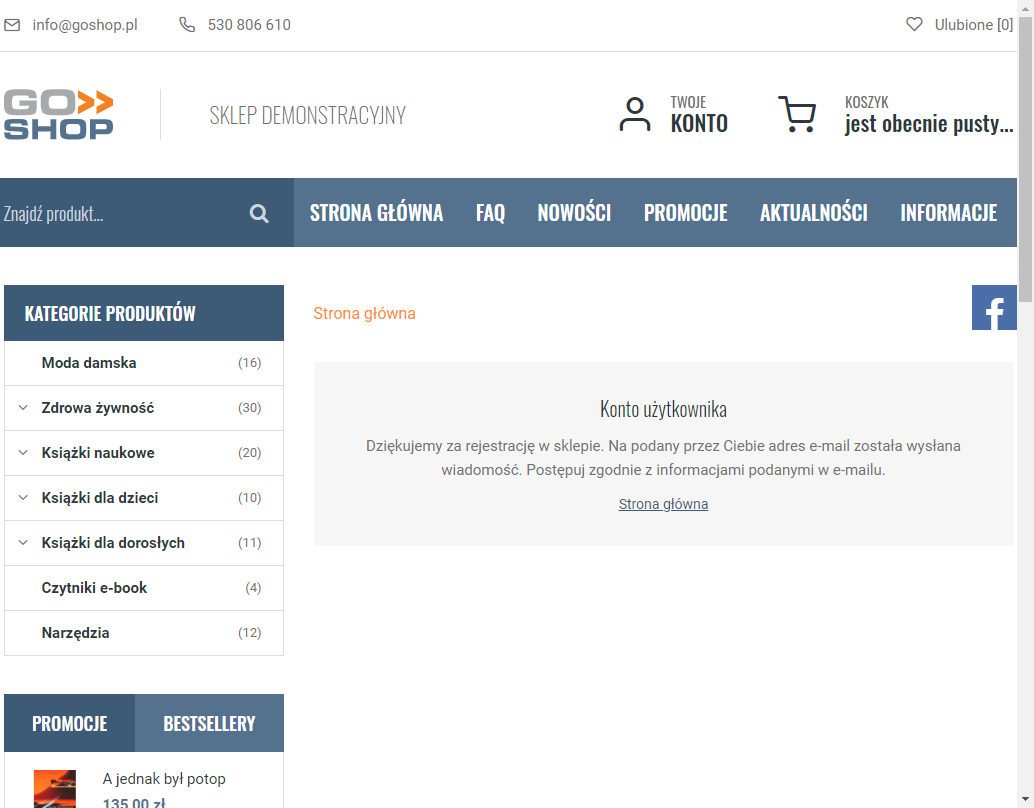 info@goshop.pl
530 806 610
Ulubione [0]
GO
SHOP
SKLEP DEMONSTRACYJNY
TWOJE
KONTO
KOSZYK
jest obecnie pusty...
Znajdź produkt...
STRONA GŁÓWNA
FAQ
NOWOŚCI
PROMOCJE
AKTUALNOŚCI
INFORMACJE
KATEGORIE PRODUKTÓW
Moda damska (16)
Zdrowa żywność (30)
Książki naukowe (20)
Książki dla dzieci (10)
Książki dla dorosłych (11)
Czytniki e-book (4)
Narzędzia (12)
PROMOCJE
BESTSELLERY
A jednak był potop
135,00 zł
Strona główna
Konto użytkownika
Dziękujemy za rejestrację w sklepie. Na podany przez Ciebie adres e-mail została wysłana
wiadomość. Postępuj zgodnie z informacjami podanymi w e-mailu.
Strona główna